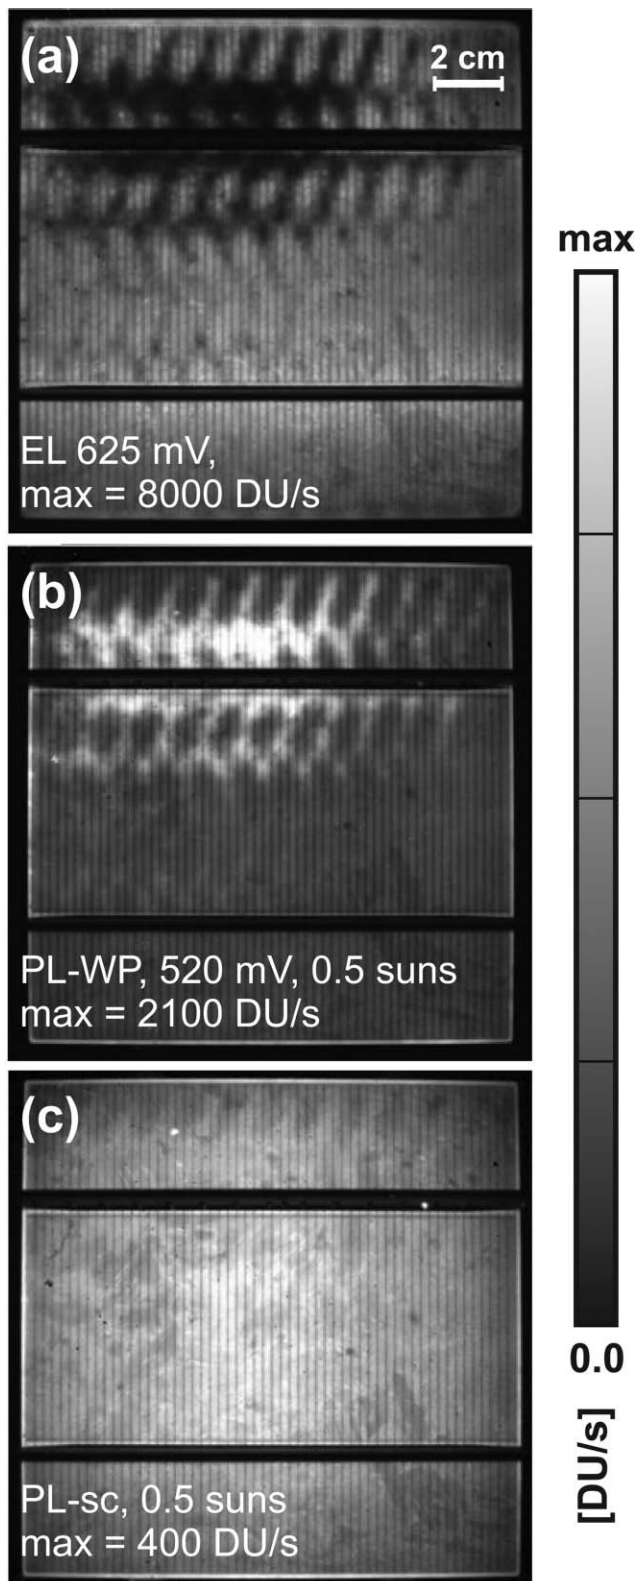 (a)
2 cm
EL 625 mV,
max = 8000 DU/s
(b)
PL-WP, 520 mV, 0.5 suns
max = 2100 DU/s
(c)
PL-sc, 0.5 suns
max = 400 DU/s
max
0.0
[DU/s]